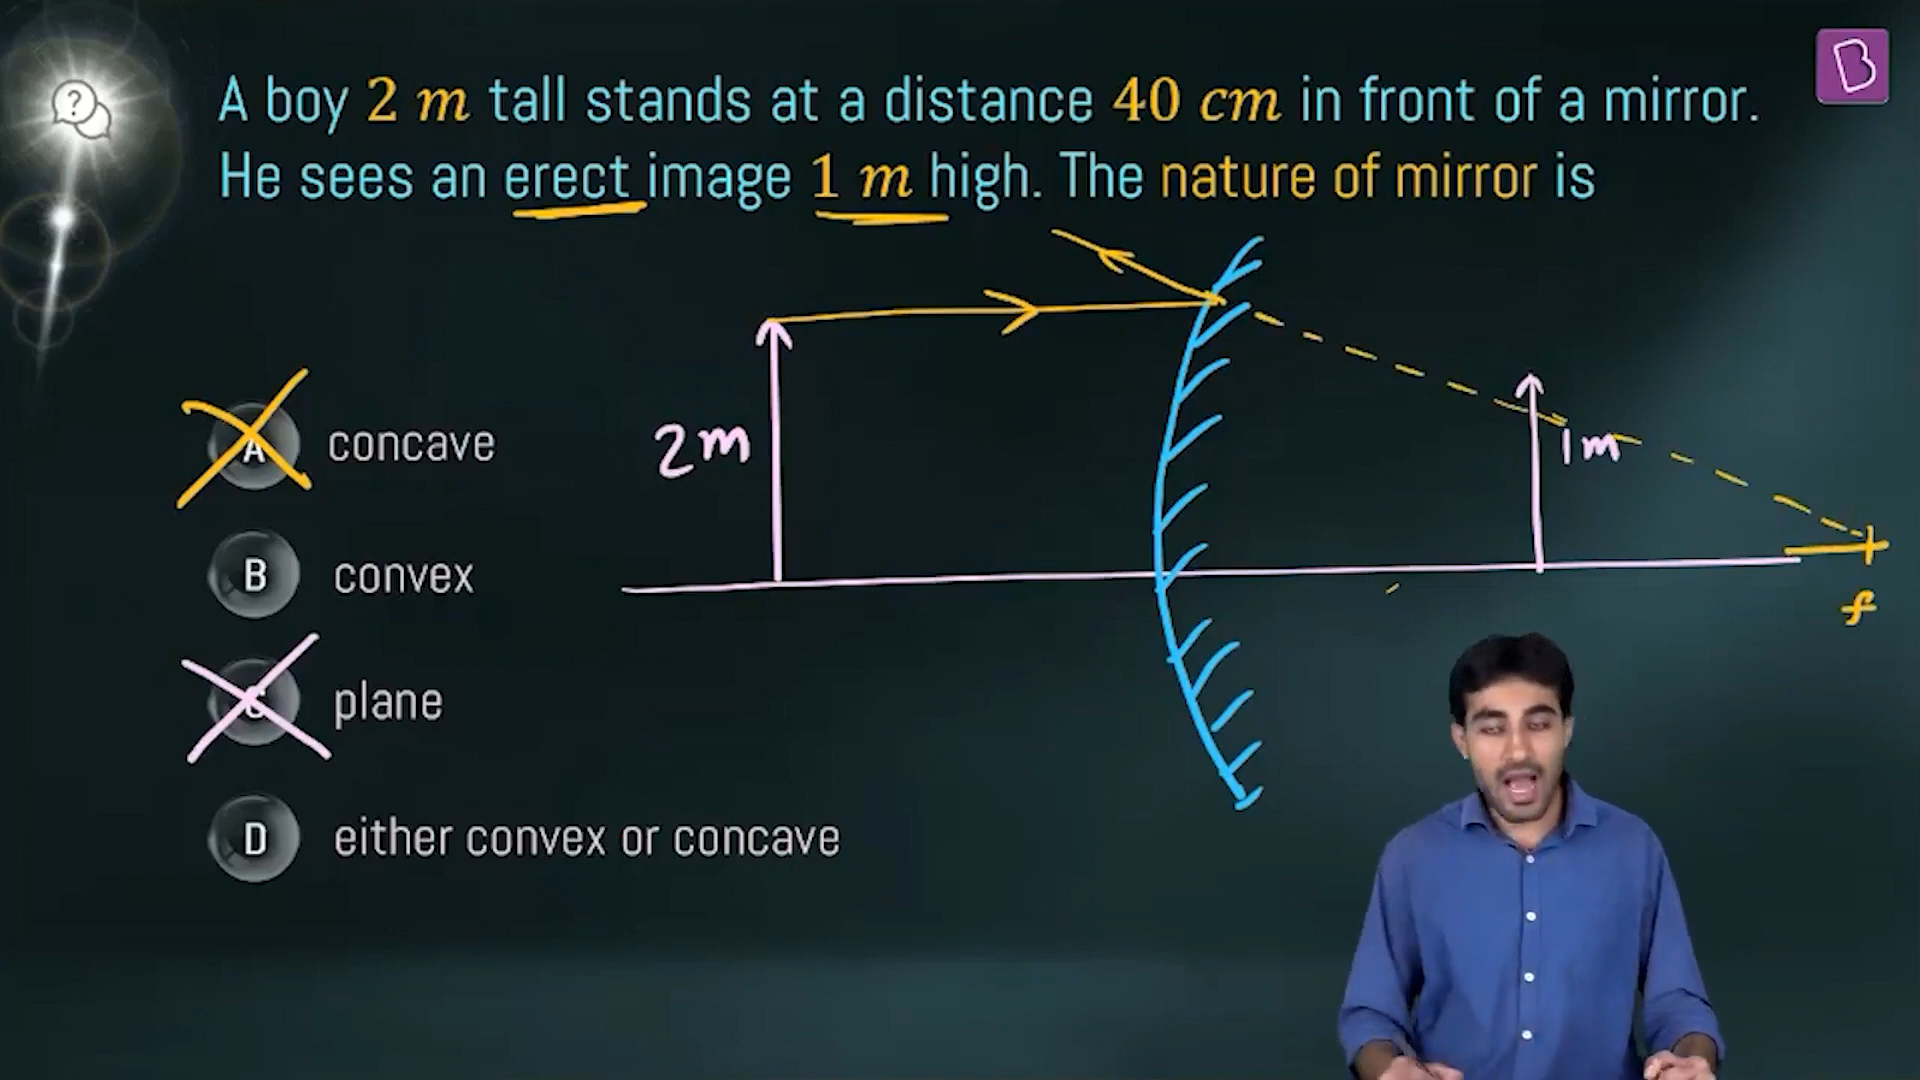 A boy 2 m tall stands at a distance 40 cm in front of a mirror.
He sees an erect image 1 m high. The nature of mirror is
A concave
B convex
C plane
D either convex or concave
2m
1m
f
B
?